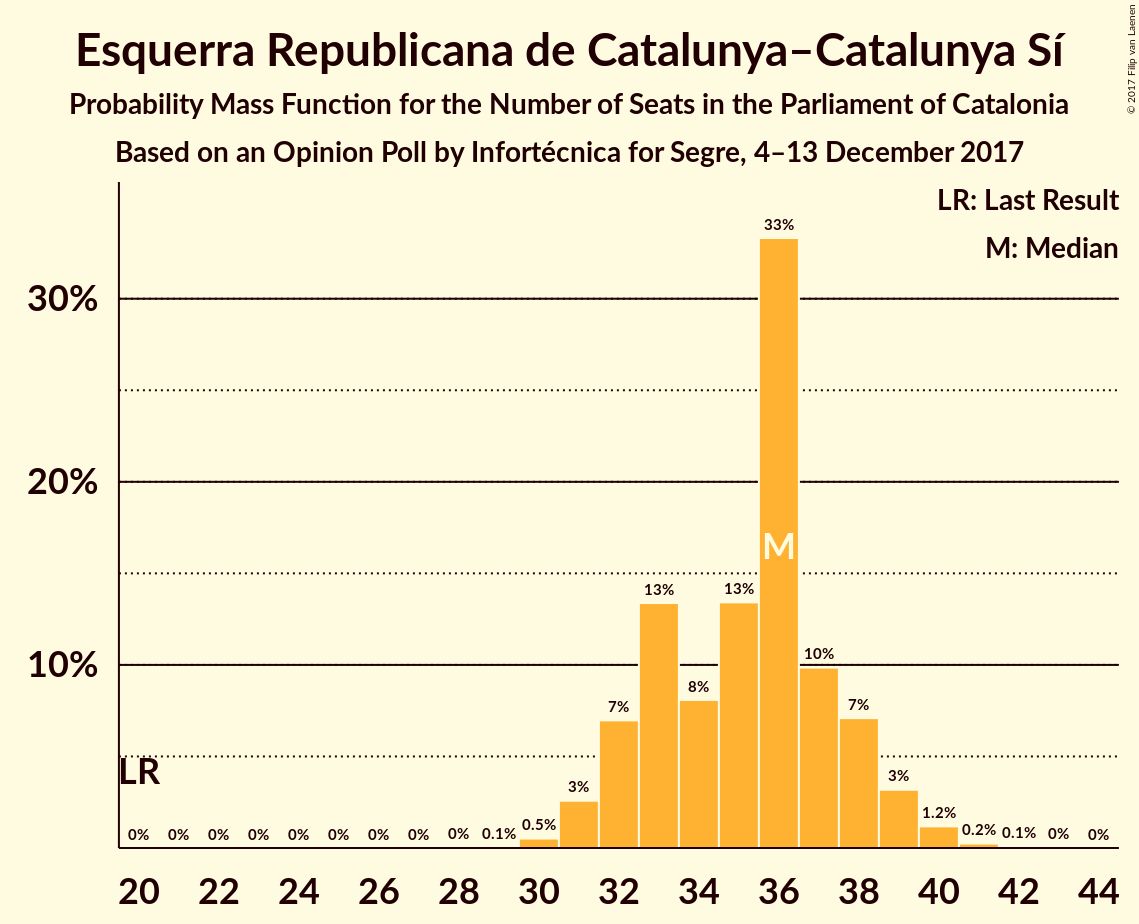 Esquerra Republicana de Catalunya–Catalunya Sí
Probability Mass Function for the Number of Seats in the Parliament of Catalonia
Based on an Opinion Poll by Infortécnica for Segre, 4–13 December 2017
© 2017 Filip van Laenen
LR: Last Result
M: Median
30%
20%
10%
LR
M
0% 0% 0% 0% 0% 0% 0% 0% 0% 0.1% 0.5% 3% 7% 13% 8% 13% 33% 10% 7% 3% 1.2% 0.2% 0.1% 0% 0%
20 22 24 26 28 30 32 34 36 38 40 42 44